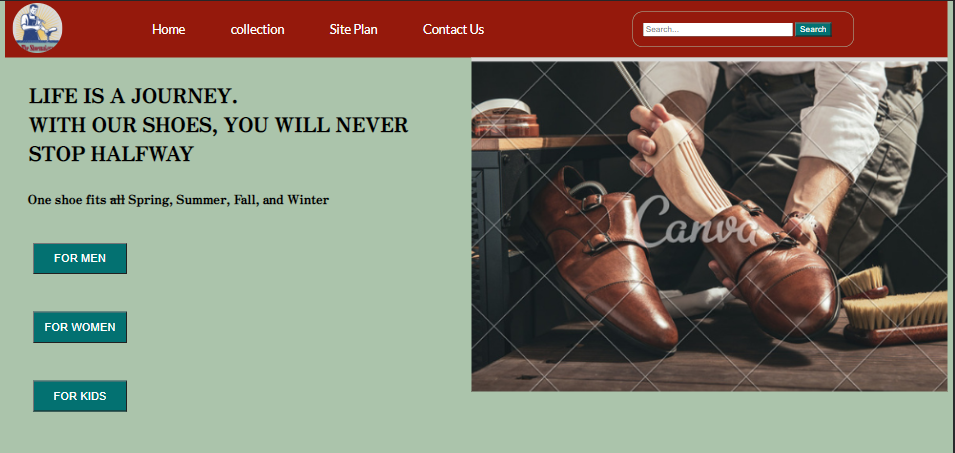 Home collection Site Plan Contact Us Search... Search
LIFE IS A JOURNEY.
WITH OUR SHOES, YOU WILL NEVER
STOP HALFWAY
One shoe fits all Spring, Summer, Fall, and Winter
FOR MEN
FOR WOMEN
FOR KIDS
Canva